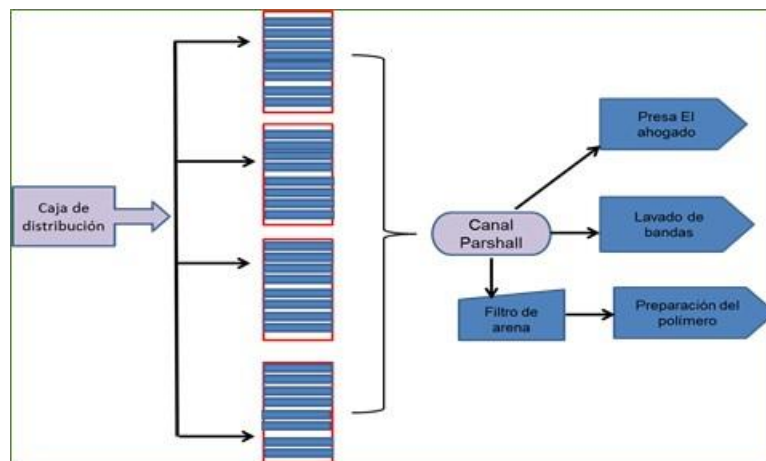 Caja de
distribución
Canal
Parshall
Presa El
ahogado
Lavado de
bandas
Filtro de
arena
Preparación del
polímero